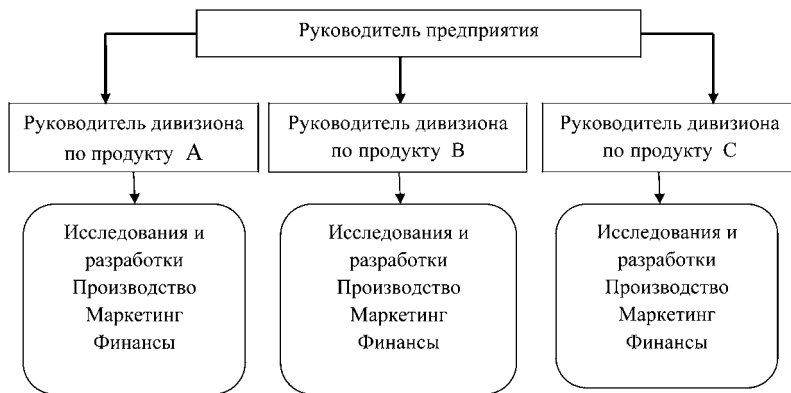 Руководитель предприятия
Руководитель дивизиона
по продукту A
Руководитель дивизиона
по продукту B
Руководитель дивизиона
по продукту C
Исследования и
разработки
Производство
Маркетинг
Финансы
Исследования и
разработки
Производство
Маркетинг
Финансы
Исследования и
разработки
Производство
Маркетинг
Финансы